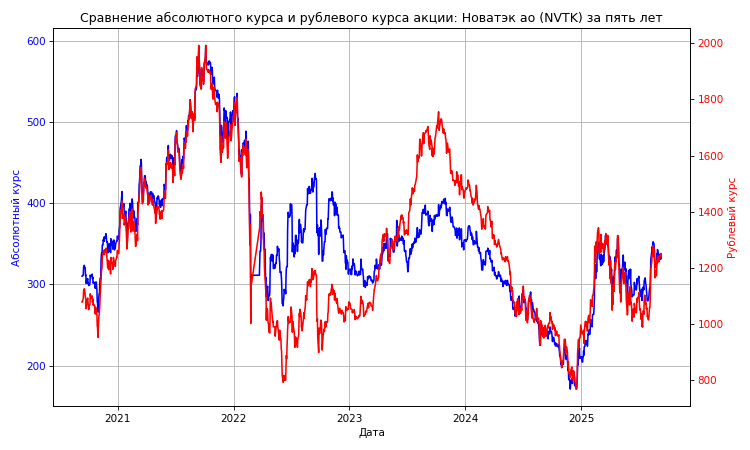 Сравнение абсолютного курса и рублевого курса акции: Новатэк ао (NVTK) за пять лет
600
500
400
300
200
Абсолютный курс
2000
1800
1600
1400
1200
1000
800
Рублевый курс
2021 2022 2023 2024 2025
Дата